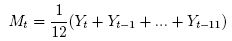 M_t = \frac{1}{12}(Y_t + Y_{t-1} + ... + Y_{t-11})